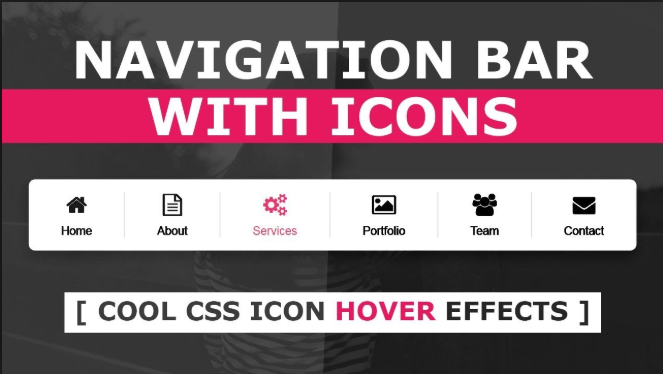 NAVIGATION BAR
WITH ICONS
Home About Services Portfolio Team Contact
[ COOL CSS ICON HOVER EFFECTS ]